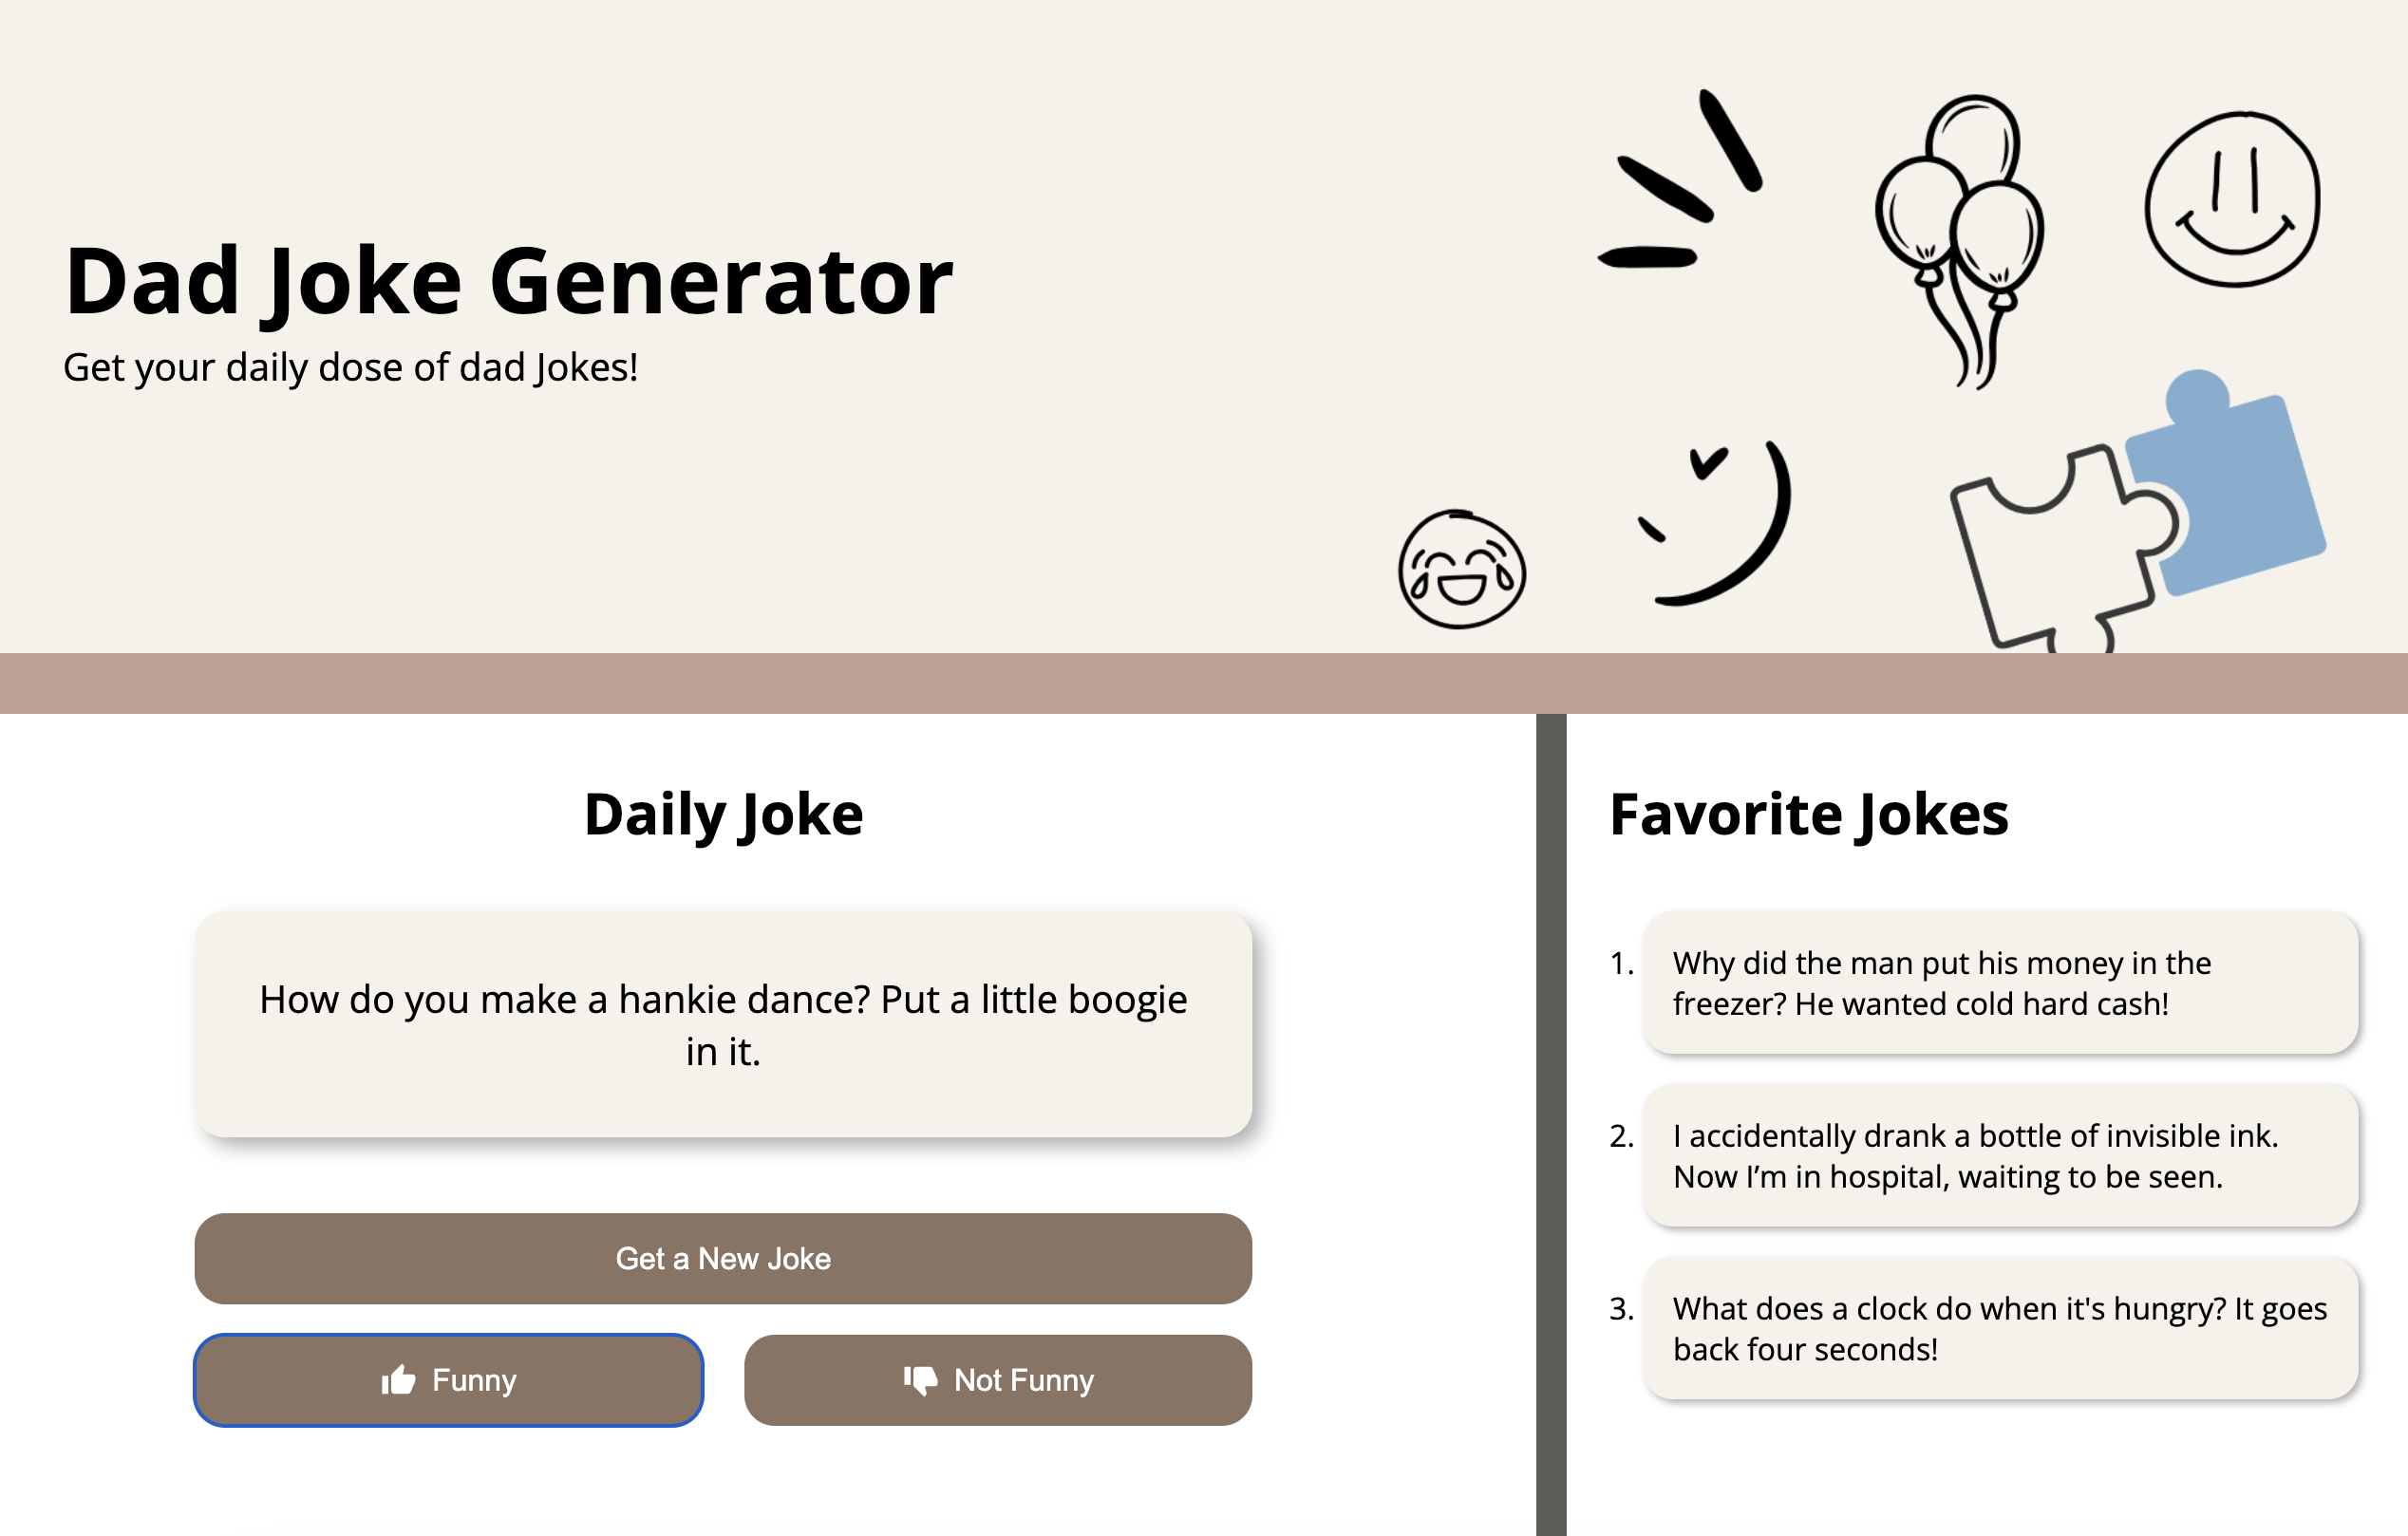 Dad Joke Generator
Get your daily dose of dad Jokes!
Daily Joke
How do you make a hankie dance? Put a little boogie
in it.
Get a New Joke
Funny
Not Funny
Favorite Jokes
1. Why did the man put his money in the
freezer? He wanted cold hard cash!
2. I accidentally drank a bottle of invisible ink.
Now I’m in hospital, waiting to be seen.
3. What does a clock do when it's hungry? It goes
back four seconds!